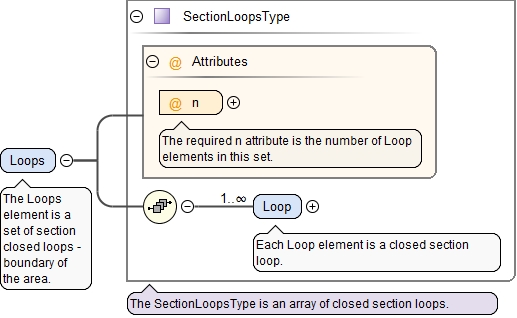 SectionLoopsType
@ Attributes
@ n
The required n attribute is the number of Loop
elements in this set.
Loops
The Loops
element is a
set of section
closed loops -
boundary of
the area.
1..∞
Loop
Each Loop element is a closed section
loop.
The SectionLoopsType is an array of closed section loops.